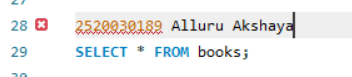 28 2520030189 Alluru Akshaya
29 SELECT * FROM books;